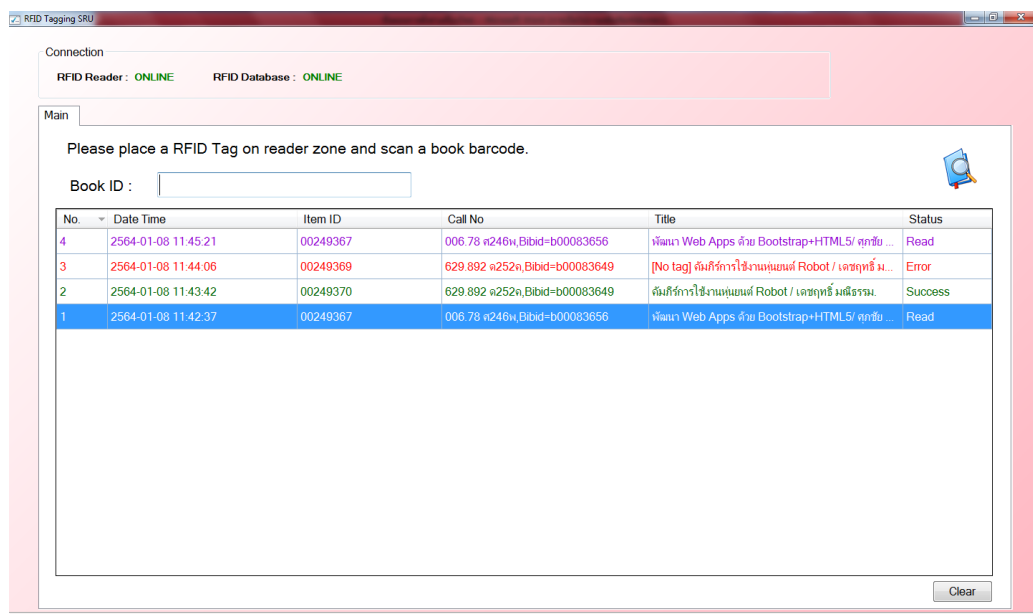 RFID Tagging SRU
Connection
RFID Reader : ONLINE RFID Database : ONLINE
Main
Please place a RFID Tag on reader zone and scan a book barcode.
Book ID :
No. Date Time Item ID Call No Title Status
4 2564-01-08 11:45:21 00249367 006.78 ศ246พ,Bibid=b00083656 พัฒนา Web Apps ด้วย Bootstrap+HTML5/ ศุภชัย ... Read
3 2564-01-08 11:44:06 00249369 629.892 ด252ค,Bibid=b00083649 [No tag] คัมภีร์การใช้งานหุ่นยนต์ Robot / เดชฤทธิ์ ม... Error
2 2564-01-08 11:43:42 00249370 629.892 ด252ค,Bibid=b00083649 คัมภีร์การใช้งานหุ่นยนต์ Robot / เดชฤทธิ์ มณีธรรม. Success
1 2564-01-08 11:42:37 00249367 006.78 ศ246พ,Bibid=b00083656 พัฒนา Web Apps ด้วย Bootstrap+HTML5/ ศุภชัย ... Read
Clear